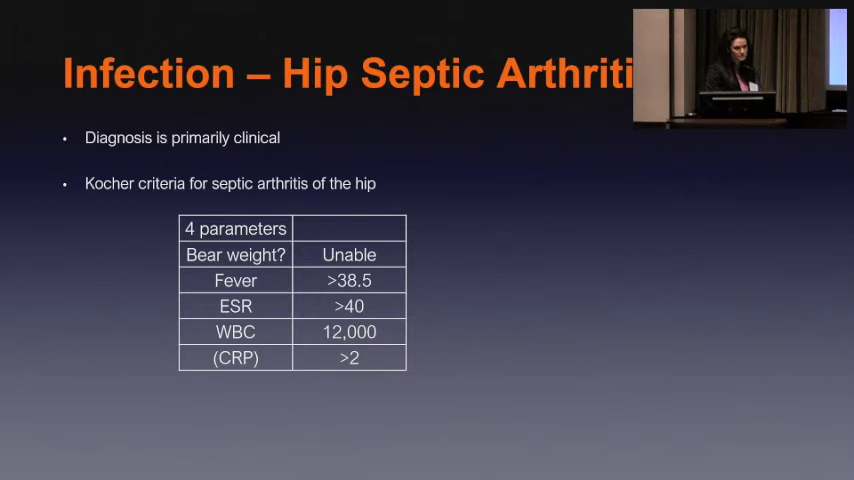 Infection – Hip Septic Arthriti
• Diagnosis is primarily clinical
• Kocher criteria for septic arthritis of the hip
4 parameters
Bear weight? Unable
Fever >38.5
ESR >40
WBC 12,000
(CRP) >2